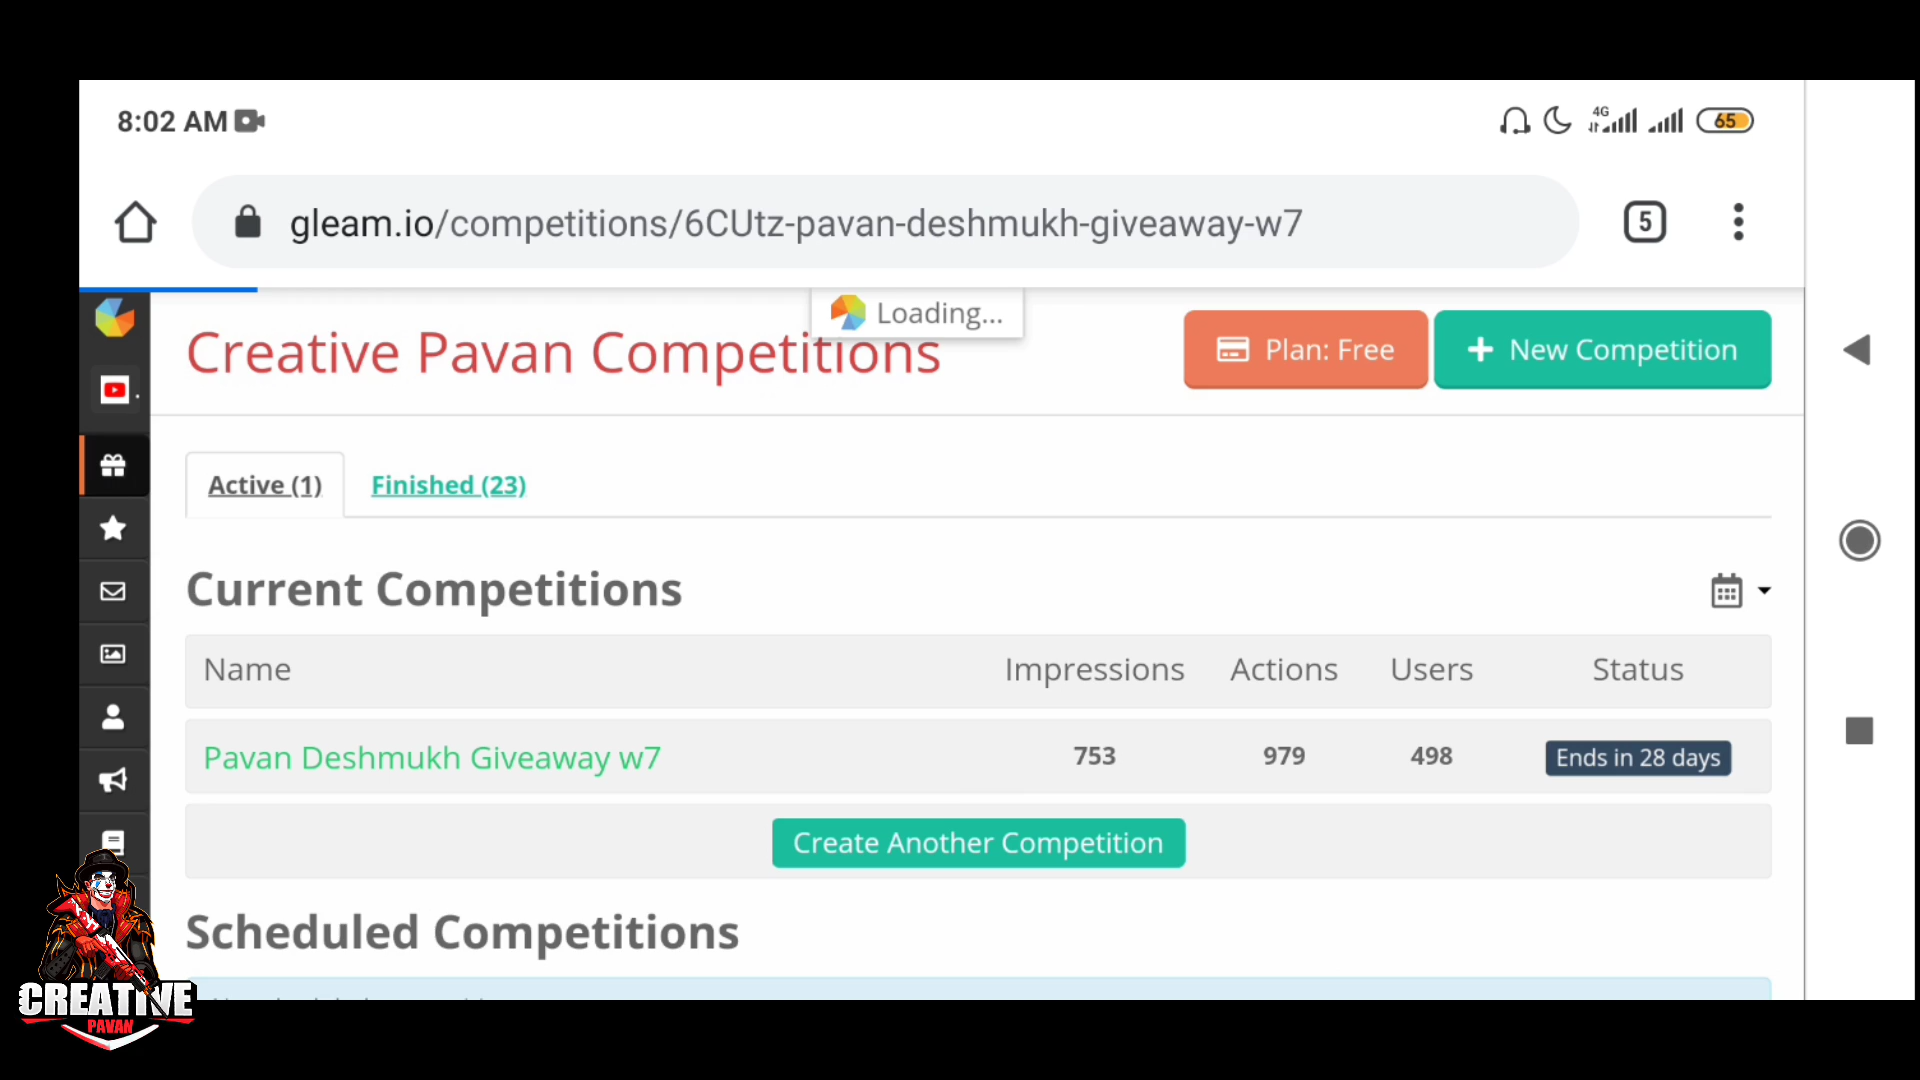 8:02 AM
4G
65
gleam.io/competitions/6CUtz-pavan-deshmukh-giveaway-w7
5
Loading...
Creative Pavan Competitions
Plan: Free
New Competition
Active (1)
Finished (23)
Current Competitions
Name Impressions Actions Users Status
Pavan Deshmukh Giveaway w7 753 979 498 Ends in 28 days
Create Another Competition
Scheduled Competitions
CREATIVE
PAVAN